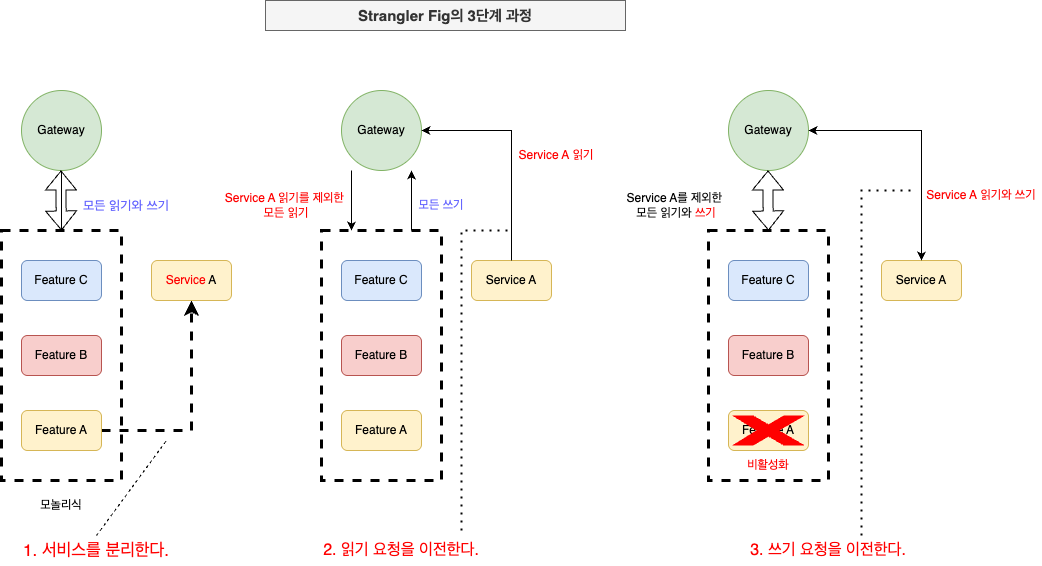 Strangler Fig의 3단계 과정
Gateway
모든 읽기와 쓰기
Feature C
Service A
Feature B
Feature A
모놀리식
1. 서비스를 분리한다.
Gateway
Service A 읽기
Service A 읽기를 제외한
모든 읽기
모든 쓰기
Feature C
Service A
Feature B
Feature A
2. 읽기 요청을 이전한다.
Gateway
Service A를 제외한
모든 읽기와 쓰기
Service A 읽기와 쓰기
Feature C
Service A
Feature B
Feature A
비활성화
3. 쓰기 요청을 이전한다.